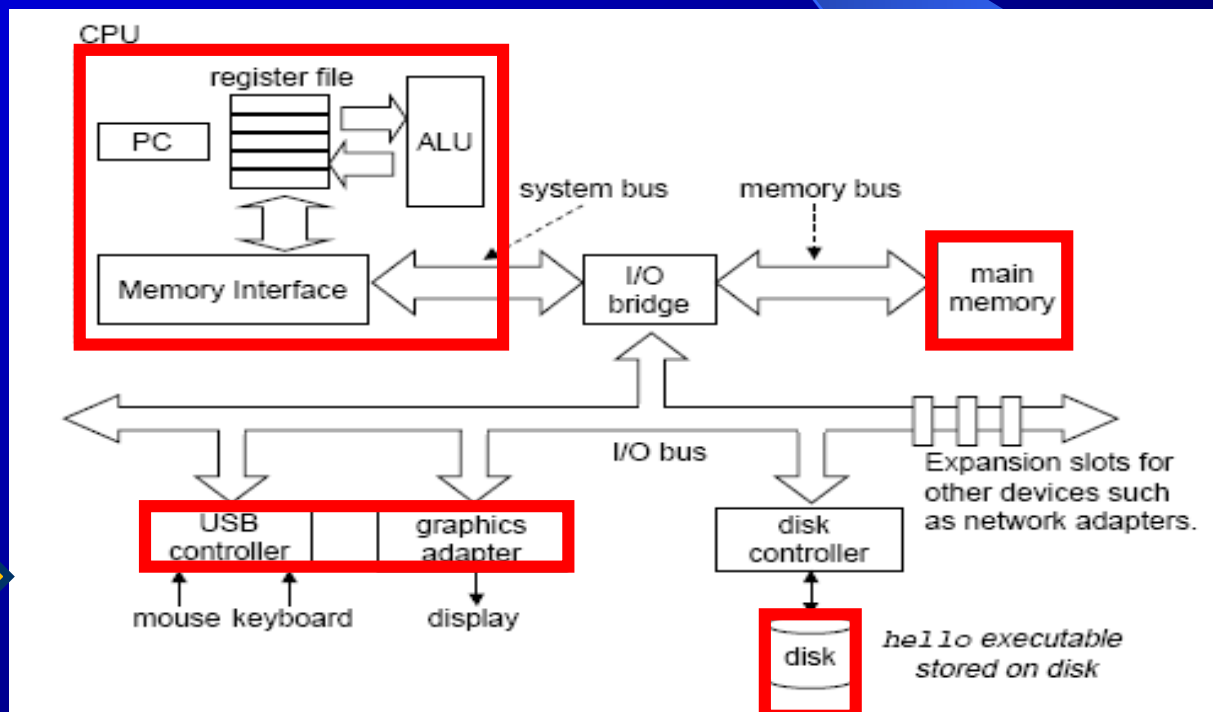 CPU
register file
PC
ALU
Memory Interface
system bus
memory bus
I/O
bridge
main
memory
I/O bus
Expansion slots for
other devices such
as network adapters.
USB
controller
graphics
adapter
disk
controller
mouse keyboard
display
disk
hello executable
stored on disk